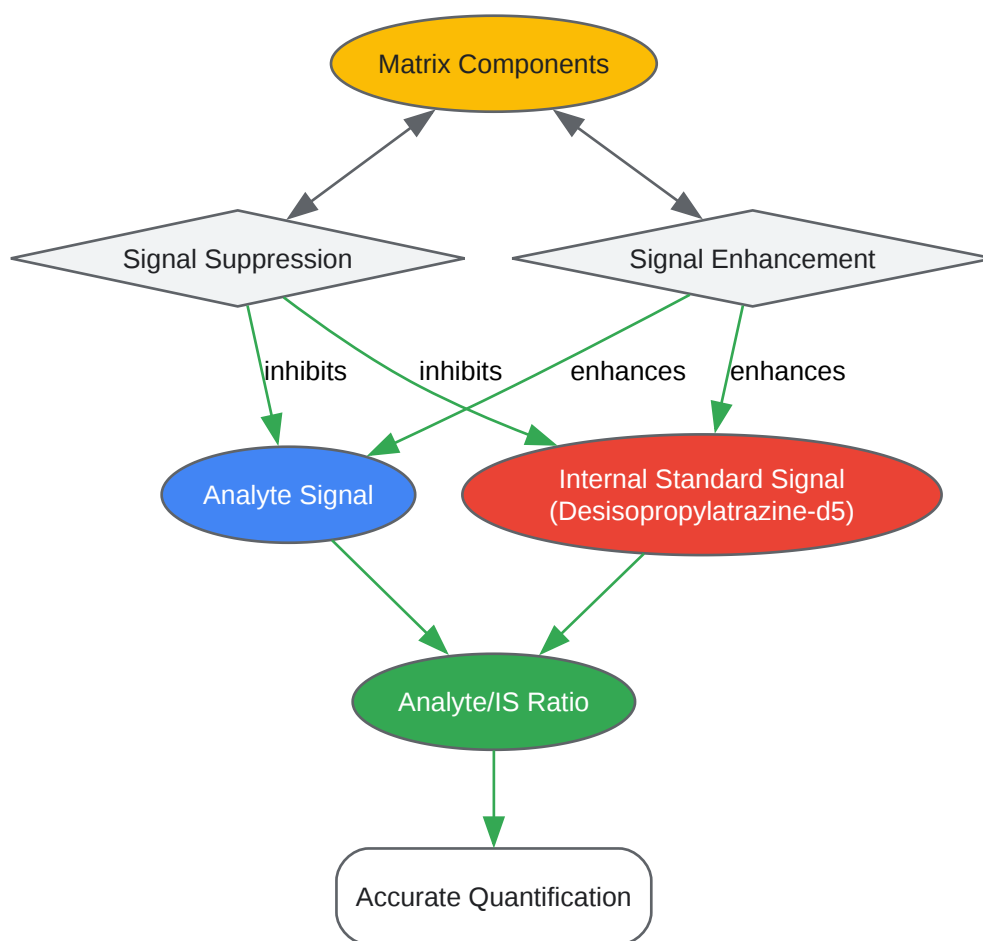 Matrix Components
Signal Suppression
Signal Enhancement
inhibits
inhibits
enhances
enhances
Analyte Signal
Internal Standard Signal
(Desisopropylatrazine-d5)
Analyte/IS Ratio
Accurate Quantification